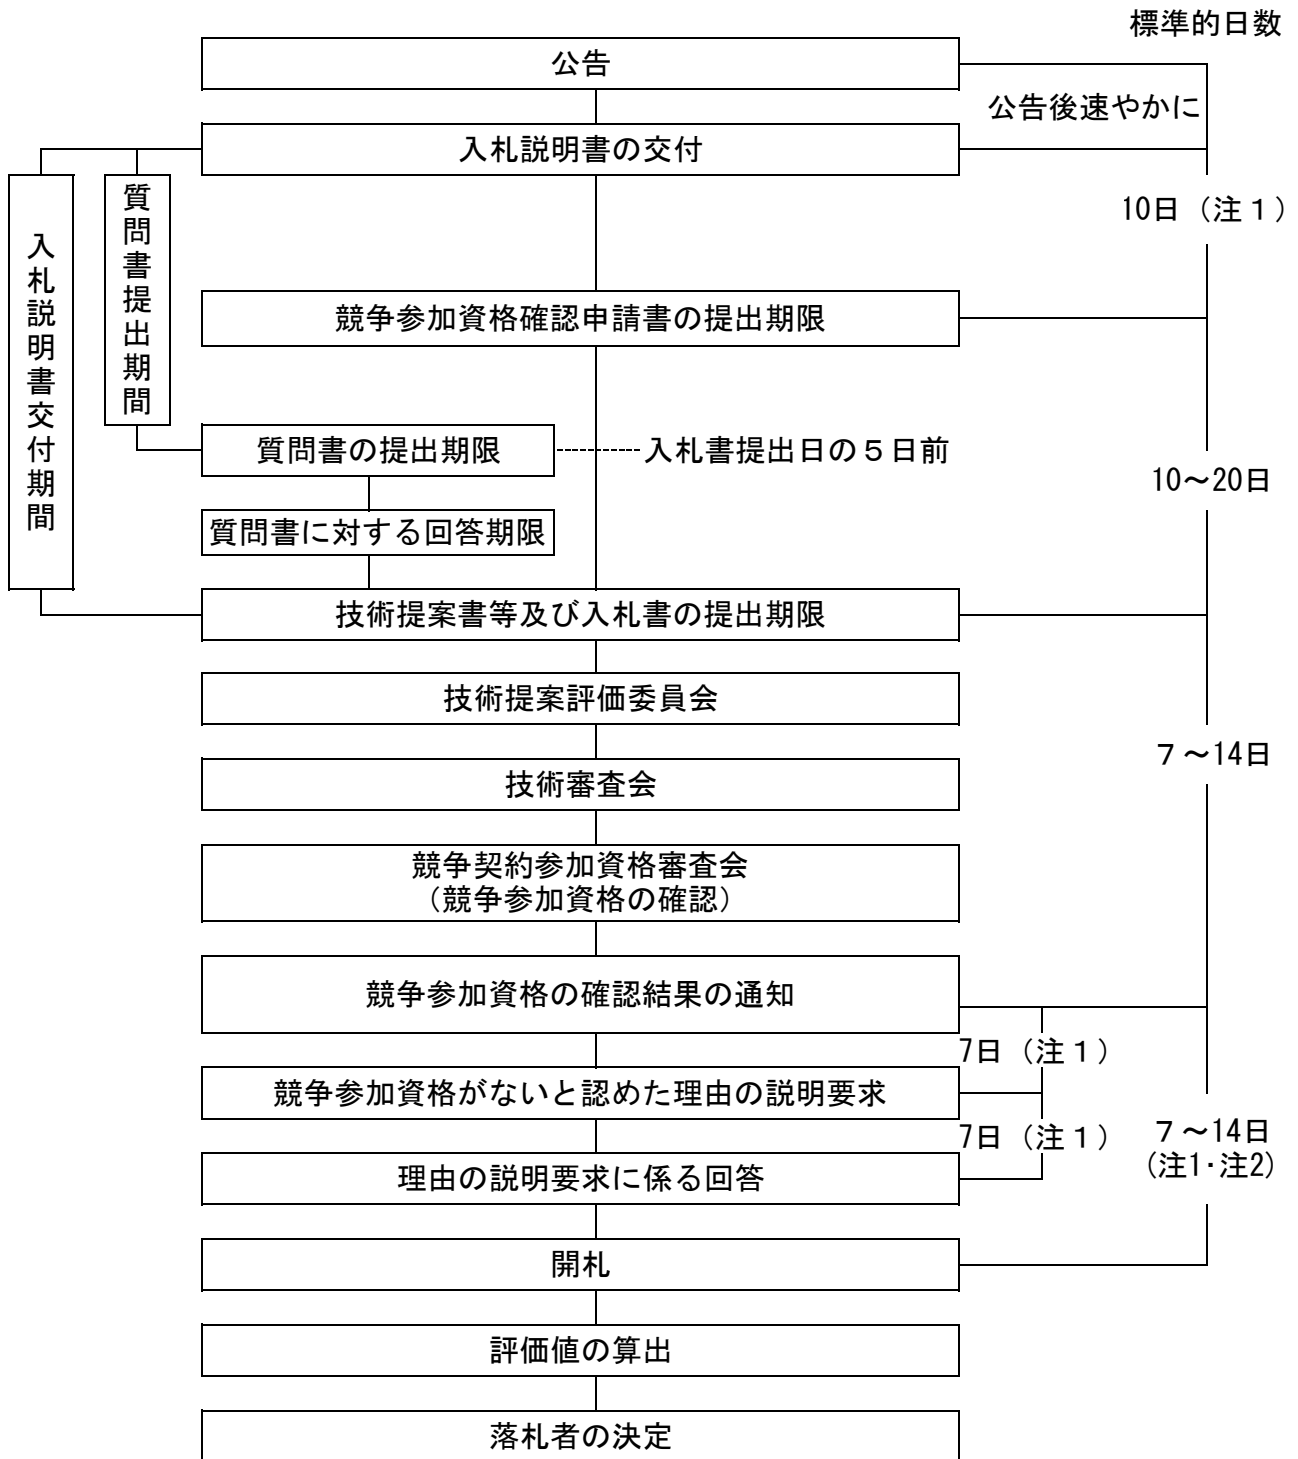 標準的日数
公告
公告後速やかに
入札説明書の交付
質問書提出期間
10日（注１）
入札説明書交付期間
競争参加資格確認申請書の提出期限
質問書の提出期限
入札書提出日の５日前
10～20日
質問書に対する回答期限
技術提案書等及び入札書の提出期限
技術提案評価委員会
７～14日
技術審査会
競争契約参加資格審査会
（競争参加資格の確認）
競争参加資格の確認結果の通知
7日（注１）
競争参加資格がないと認めた理由の説明要求
7日（注１）
７～14日
(注1･注2)
理由の説明要求に係る回答
開札
評価値の算出
落札者の決定